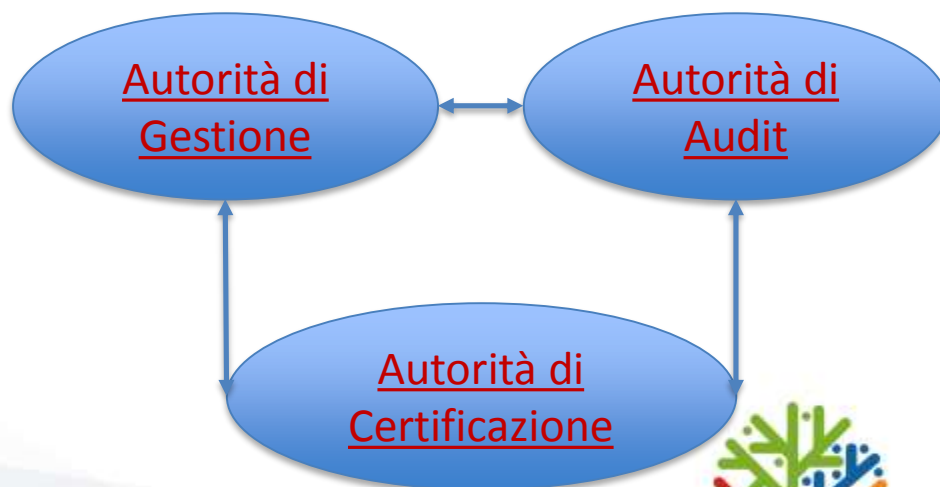 Autorità di
Gestione
Autorità di
Audit
Autorità di
Certificazione